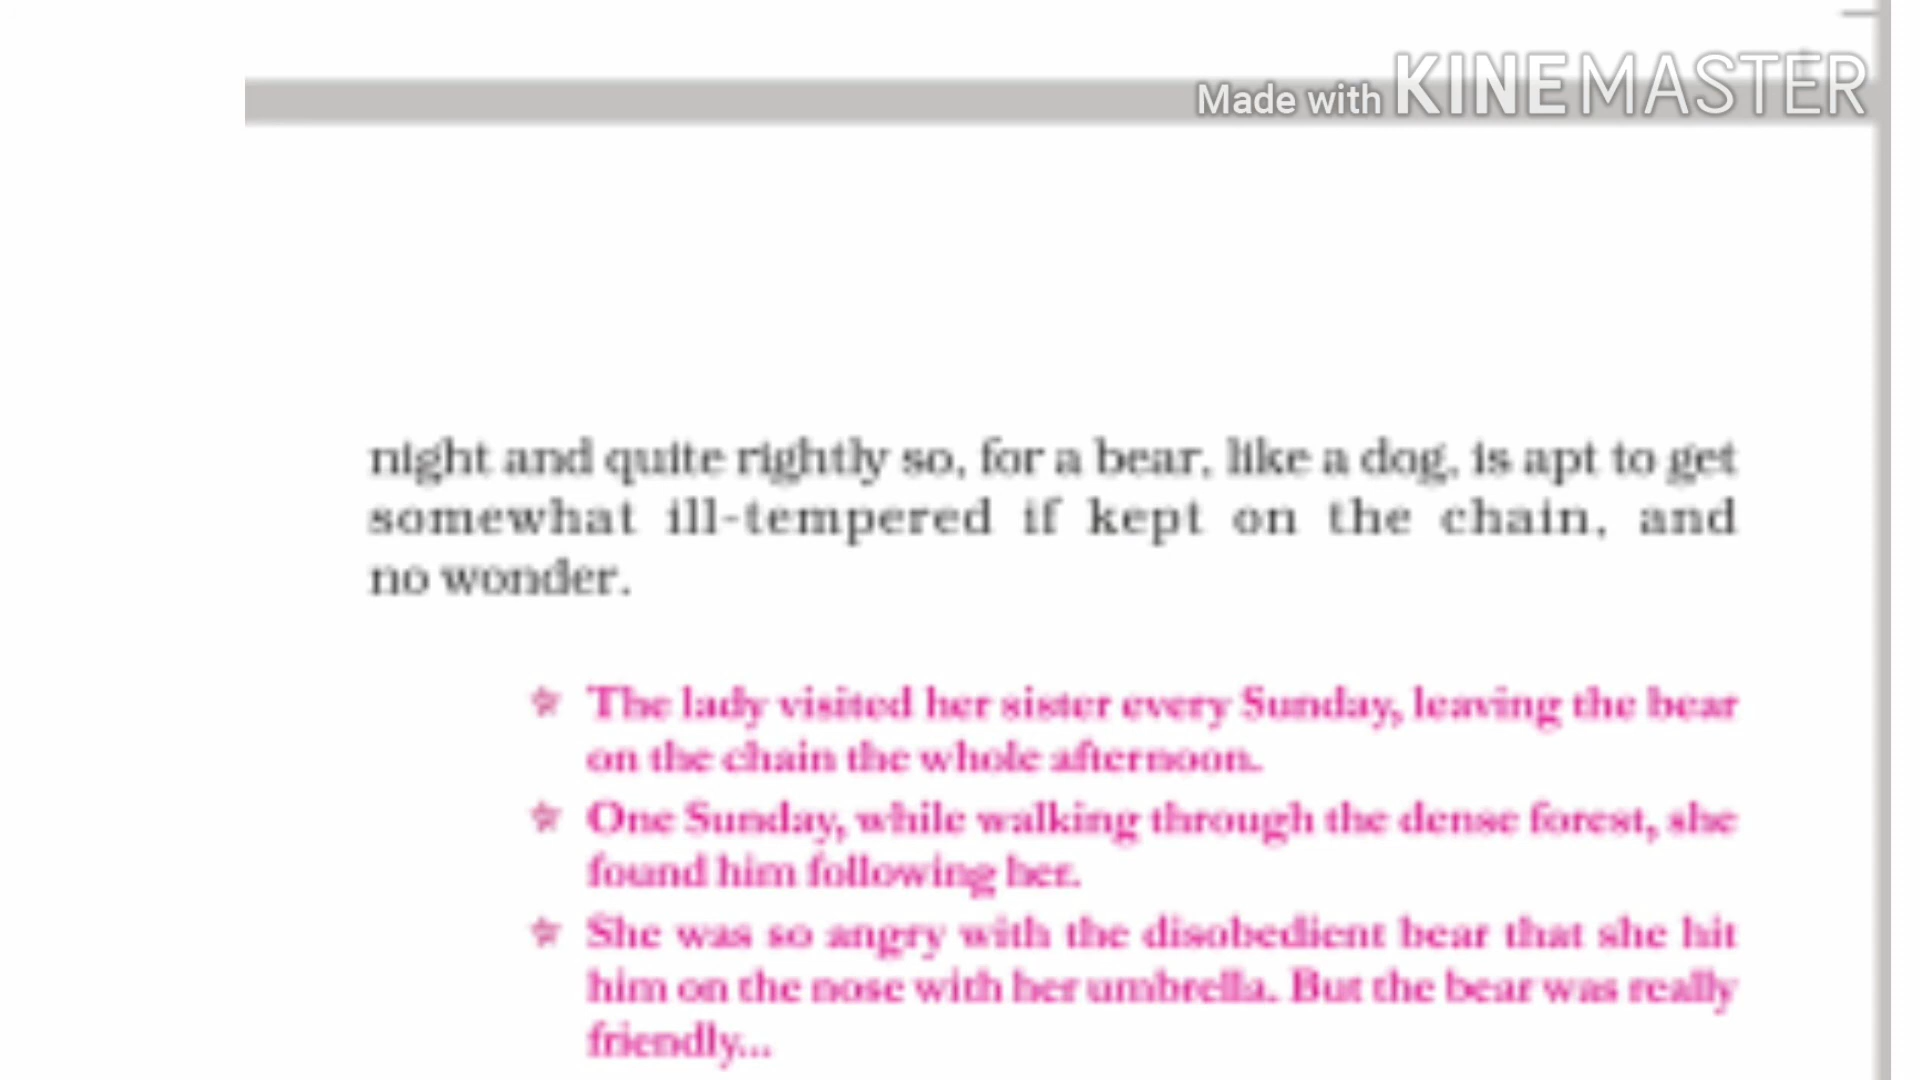 Made with KINEMASTER
night and quite rightly so, for a bear, like a dog, is apt to get
somewhat ill-tempered if kept on the chain, and
no wonder.
☆ The lady visited her sister every Sunday, leaving the bear
on the chain the whole afternoon.
☆ One Sunday, while walking through the dense forest, she
found him following her.
☆ She was so angry with the disobedient bear that she hit
him on the nose with her umbrella. But the bear was really
friendly...